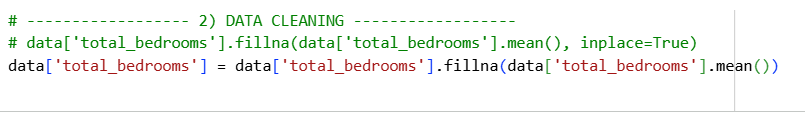 # ----------------- 2) DATA CLEANING -----------------
# data['total_bedrooms'].fillna(data['total_bedrooms'].mean(), inplace=True)
data['total_bedrooms'] = data['total_bedrooms'].fillna(data['total_bedrooms'].mean())